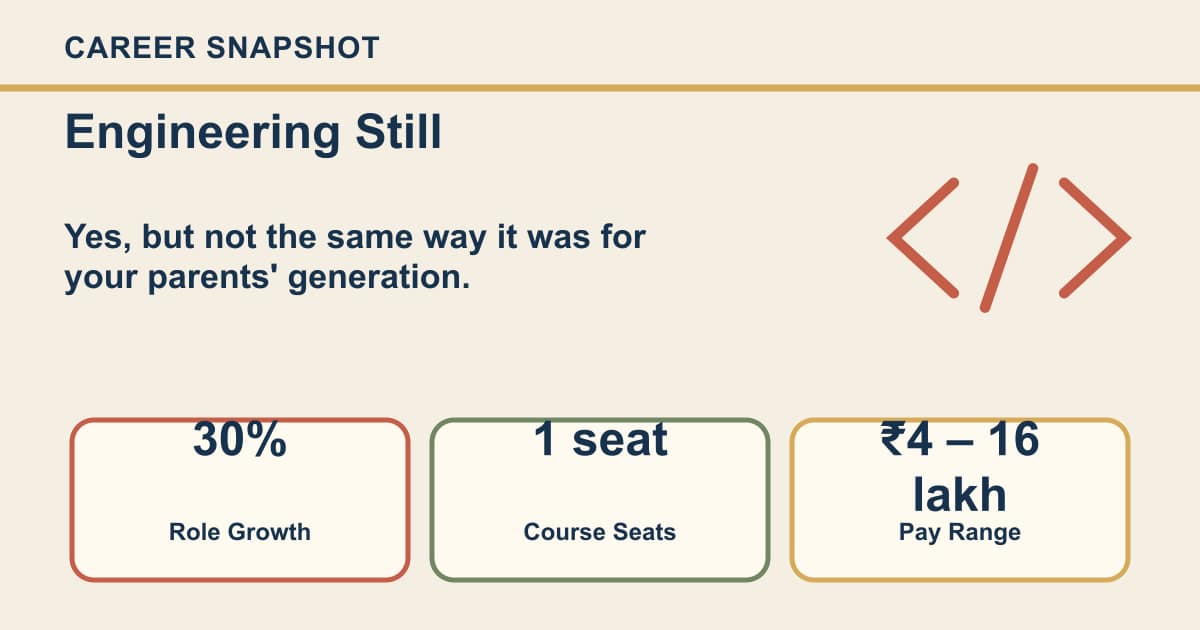 CAREER SNAPSHOT
Engineering Still
Yes, but not the same way it was for
your parents' generation.
30%
Role Growth
1 seat
Course Seats
₹4 – 16
lakh
Pay Range